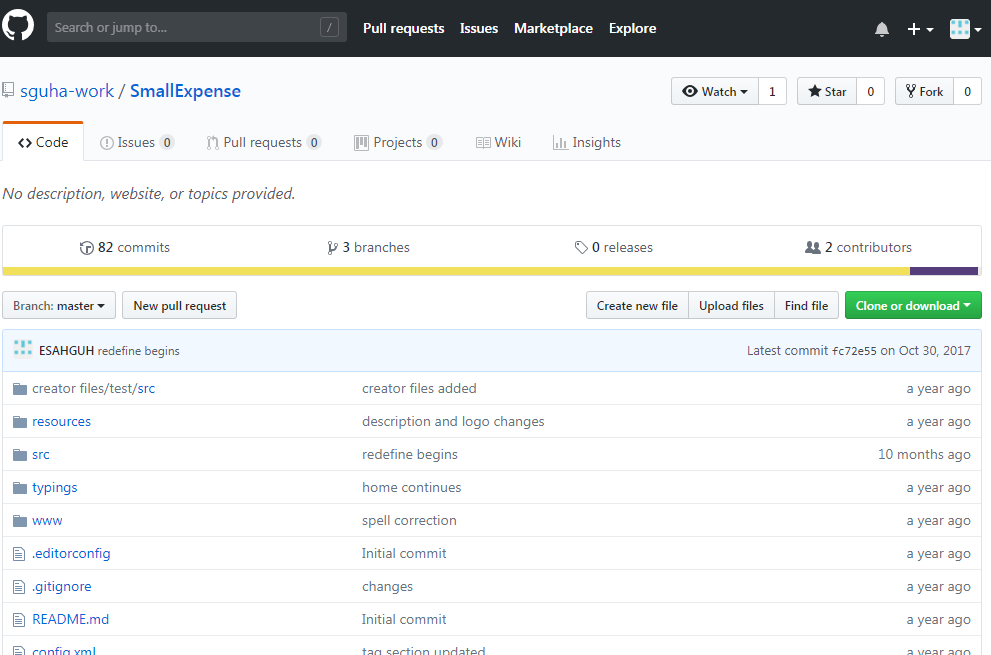 Search or jump to... /
Pull requests Issues Marketplace Explore
sguha-work / SmallExpense
Watch 1 Star 0 Fork 0
Code Issues 0 Pull requests 0 Projects 0 Wiki Insights
No description, website, or topics provided.
82 commits 3 branches 0 releases 2 contributors
Branch: master New pull request Create new file Upload files Find file Clone or download
ESAHGUH redefine begins Latest commit fc72e55 on Oct 30, 2017
creator files/test/src creator files added a year ago
resources description and logo changes a year ago
src redefine begins 10 months ago
typings home continues a year ago
www spell correction a year ago
.editorconfig Initial commit a year ago
.gitignore changes a year ago
README.md Initial commit a year ago
config.xml tag section updated a year ago